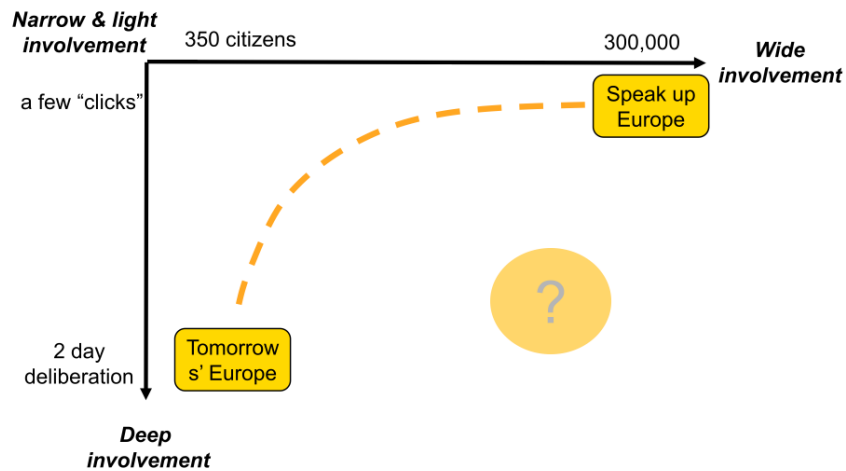 Narrow & light
involvement
350 citizens
300,000
Wide
involvement
a few “clicks”
Speak up
Europe
?
2 day
deliberation
Tomorrow
s’ Europe
Deep
involvement